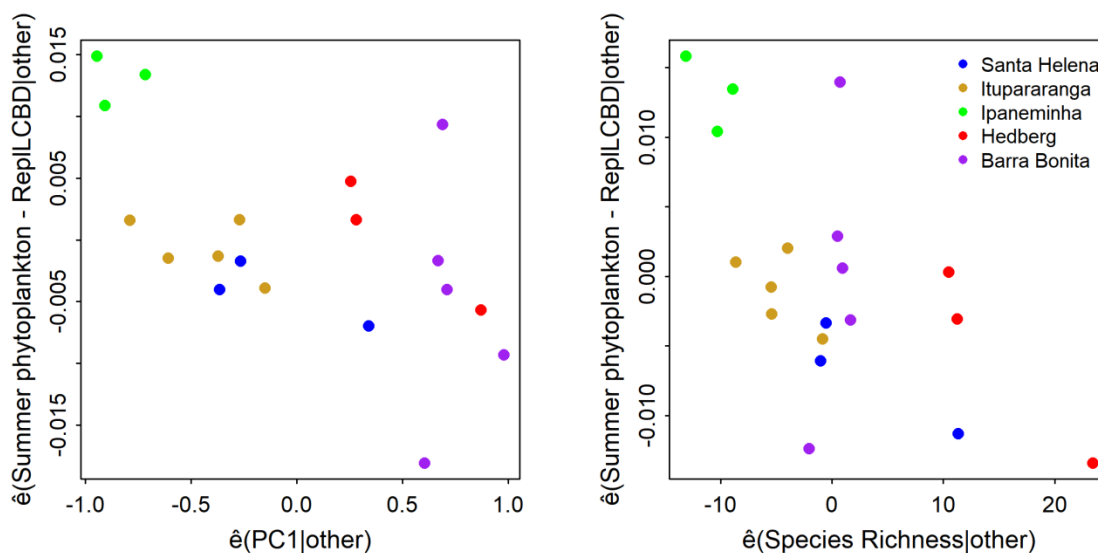 ê(Summer phytoplankton - ReplLCBD|other)
0.015
0.005
-0.005
-0.015
-1.0 -0.5 0.0 0.5 1.0
ê(PC1|other)
ê(Summer phytoplankton - ReplLCBD|other)
0.010
0.000
-0.010
Santa Helena
Itupararanga
Ipaneminha
Hedberg
Barra Bonita
-10 0 10 20
ê(Species Richness|other)